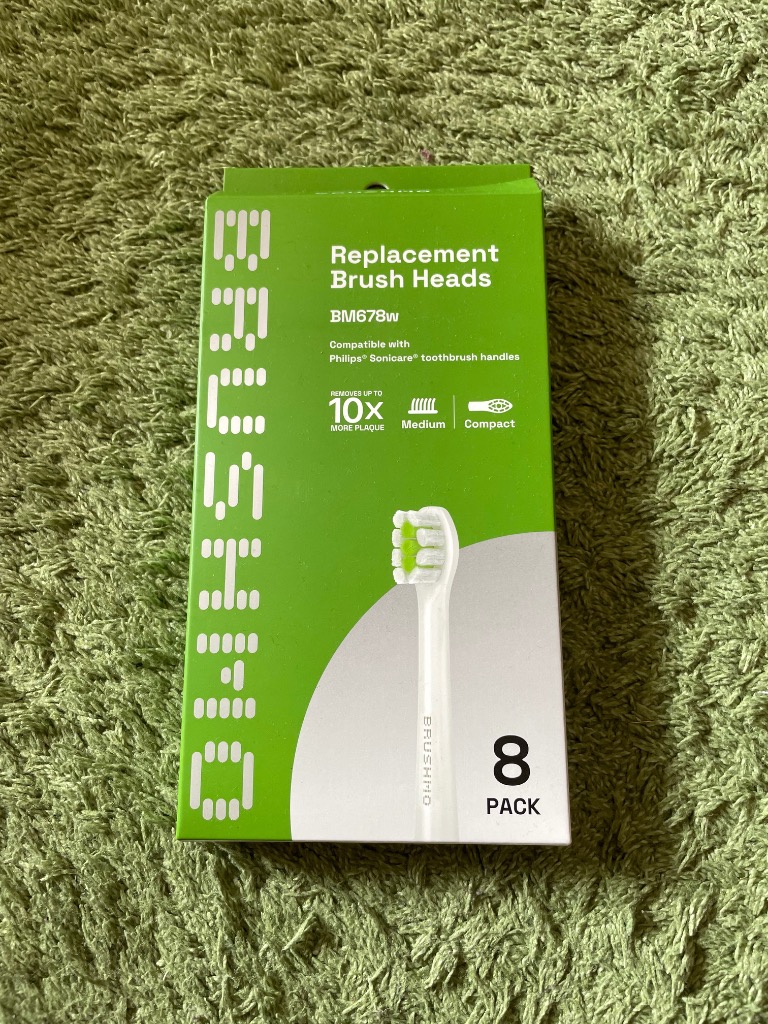 BRUSHMO
Replacement
Brush Heads
BM678w
Compatible with
Philips® Sonicare® toothbrush handles
REMOVES UP TO
10x
MORE PLAQUE
Medium
Compact
BRUSHMO
8
PACK